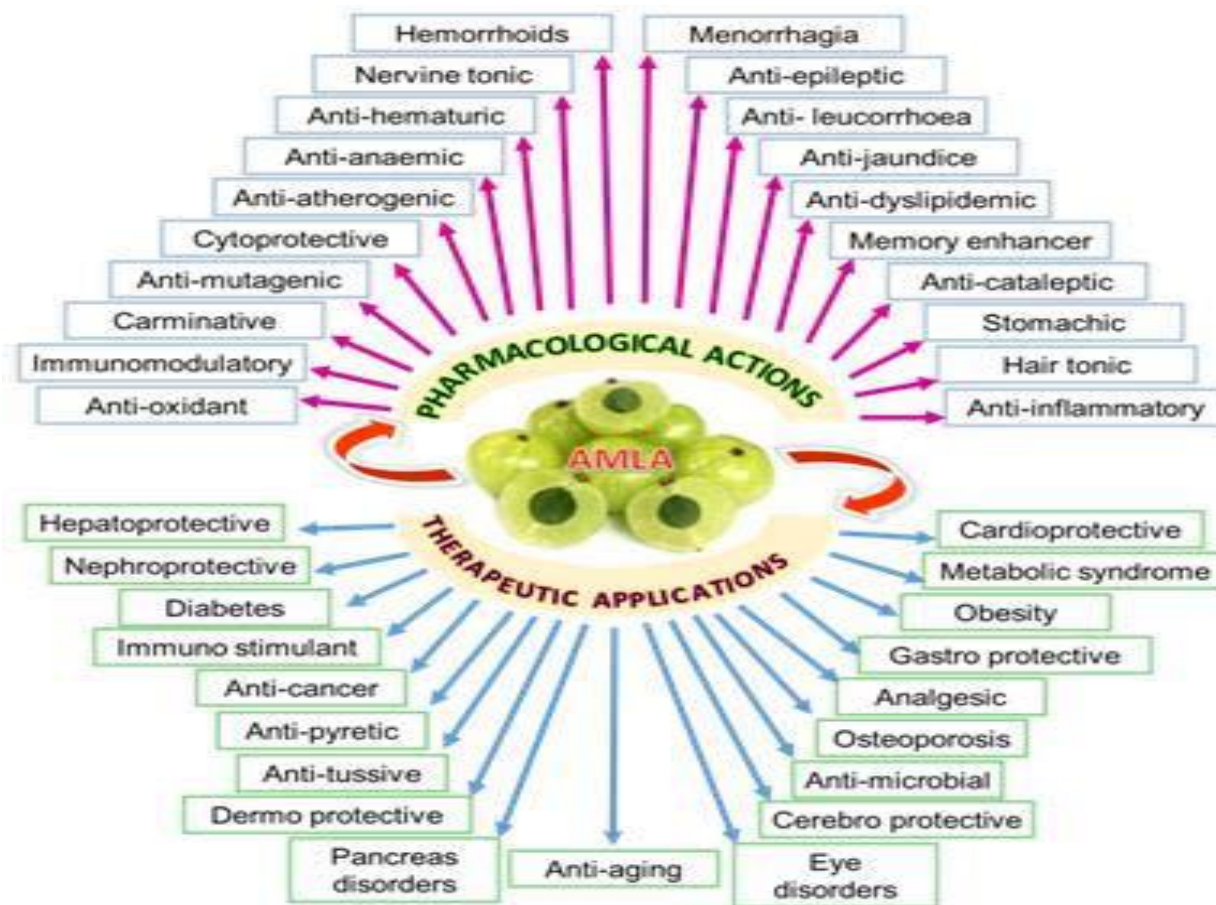 Hemorrhoids
Menorrhagia
Nervine tonic
Anti-epileptic
Anti-hematuric
Anti- leucorrhoea
Anti-anaemic
Anti-jaundice
Anti-atherogenic
Anti-dyslipidemic
Cytoprotective
Memory enhancer
Anti-mutagenic
Anti-cataleptic
Carminative
Stomachic
Immunomodulatory
Hair tonic
Anti-oxidant
Anti-inflammatory
PHARMACOLOGICAL ACTIONS
AMLA
THERAPEUTIC APPLICATIONS
Hepatoprotective
Cardioprotective
Nephroprotective
Metabolic syndrome
Diabetes
Obesity
Immuno stimulant
Gastro protective
Anti-cancer
Analgesic
Anti-pyretic
Osteoporosis
Anti-tussive
Anti-microbial
Dermo protective
Cerebro protective
Pancreas
disorders
Anti-aging
Eye
disorders